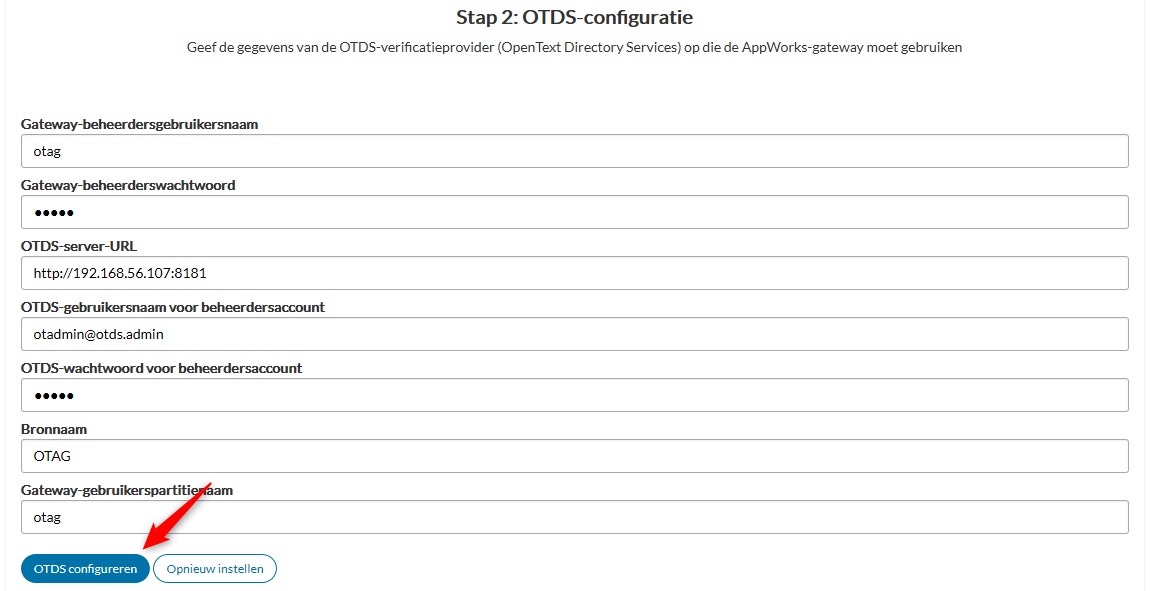 Stap 2: OTDS-configuratie
Geef de gegevens van de OTDS-verificatieprovider (OpenText Directory Services) op die de AppWorks-gateway moet gebruiken
Gateway-beheerdersgebruikersnaam
otag
Gateway-beheerderswachtwoord
•••••
OTDS-server-URL
http://192.168.56.107:8181
OTDS-gebruikersnaam voor beheerdersaccount
otadmin@otds.admin
OTDS-wachtwoord voor beheerdersaccount
•••••
Bronnaam
OTAG
Gateway-gebruikerspartitienaam
otag
OTDS configureren Opnieuw instellen